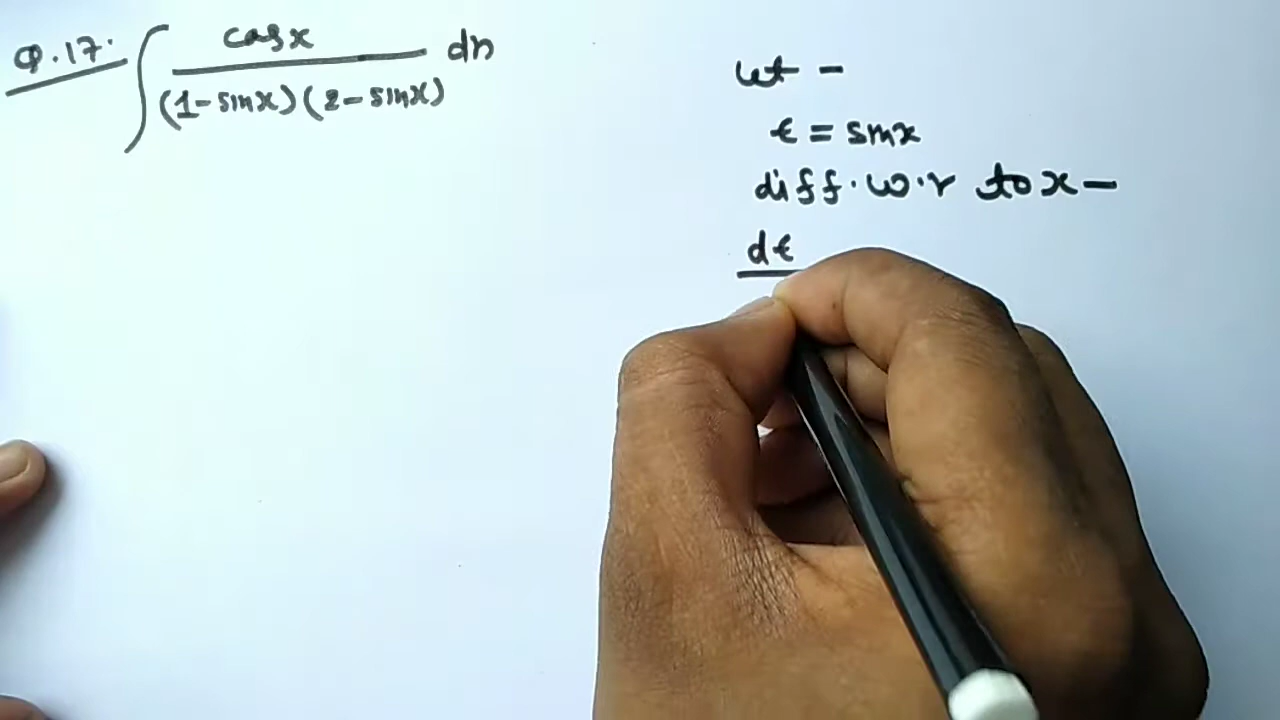 Q.17. ∫ cosx / (1-sinx)(2-sinx) dx
let -
t = sinx
diff. w.r to x -
dt